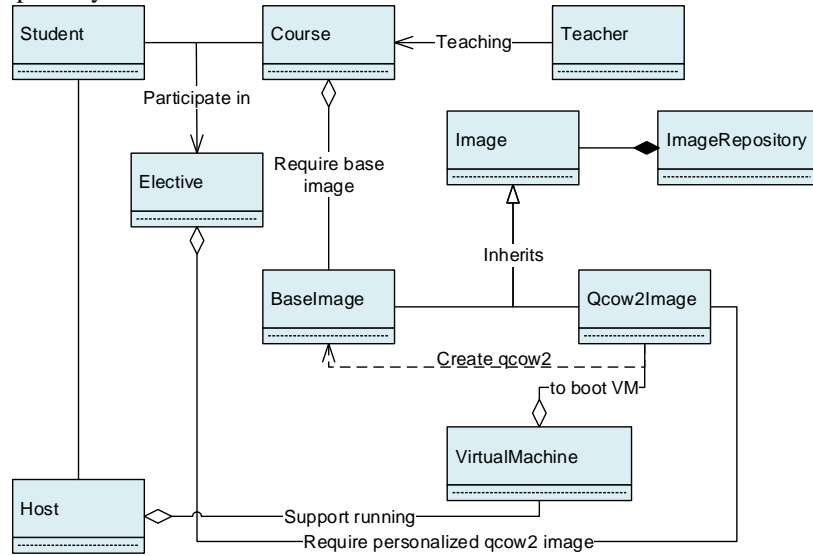 Student
Course
Teaching
Teacher
Participate in
Image
ImageRepository
Elective
Require base
image
Inherits
BaseImage
Qcow2Image
Create qcow2
to boot VM
VirtualMachine
Host
Support running
Require personalized qcow2 image